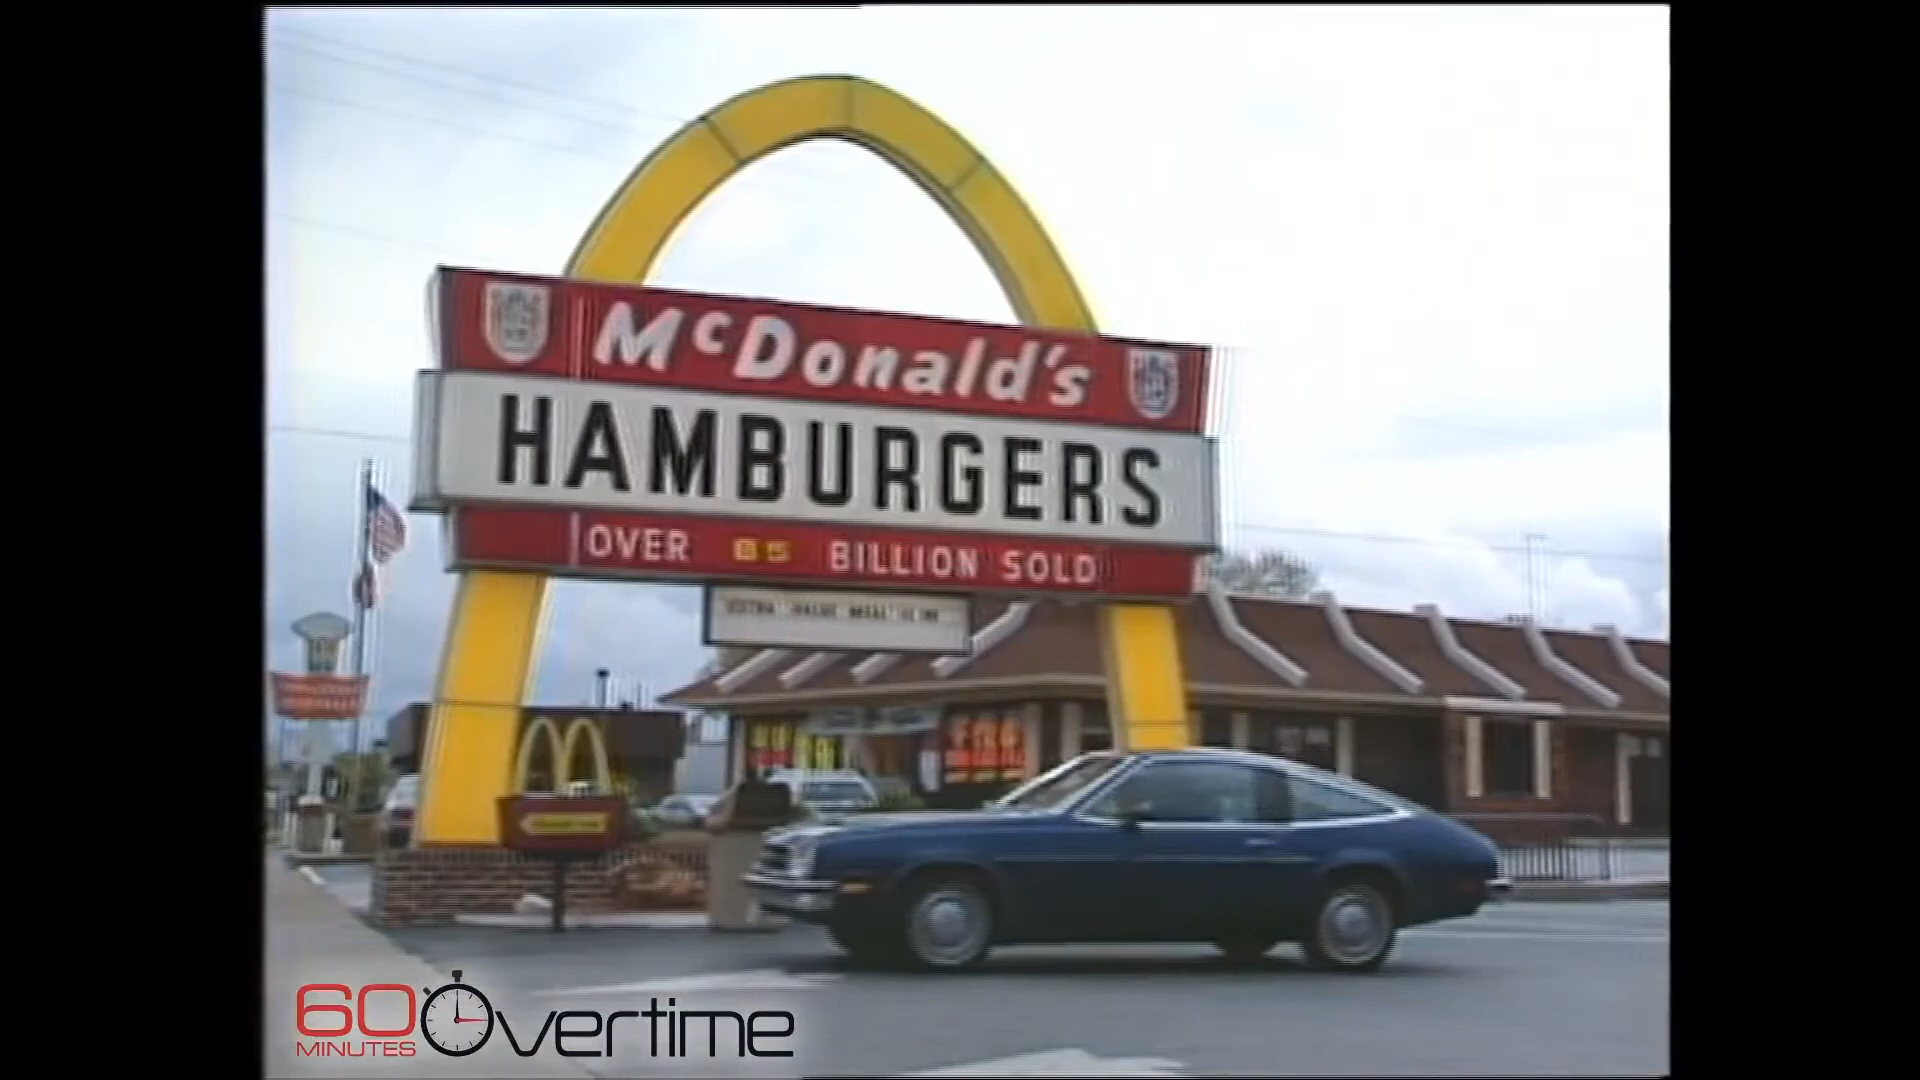 McDonald's
HAMBURGERS
OVER 85 BILLION SOLD
60 Overtime
MINUTES